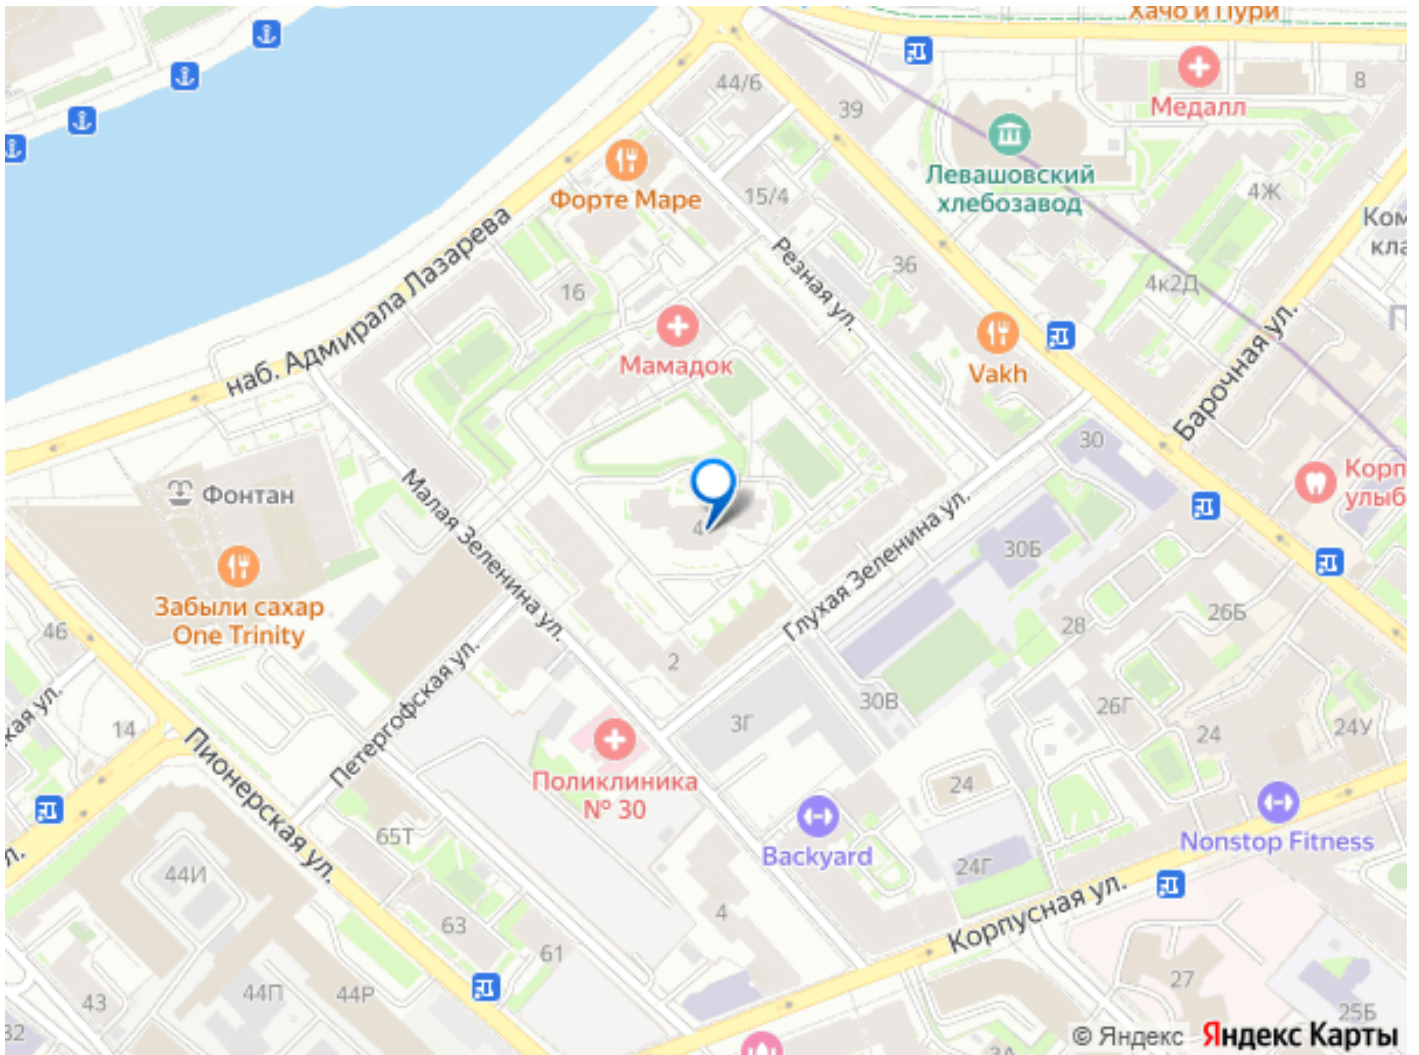 Хачо и Пури
44/6
39
Медалл
8
Форте Маре
Левашовский
хлебозавод
15/4
4Ж
наб. Адмирала Лазарева
Резная ул.
36
4к2Д
16
Мамадок
Vakh
Барочная ул.
30
Фонтан
Малая Зеленина ул.
Глухая Зеленина ул.
30Б
Забыли сахар
One Trinity
46
26Б
28
2
Петергофская ул.
14
Пионерская ул.
3Г
30В
26Г
24
24У
Поликлиника
№ 30
24
65Т
Backyard
Nonstop Fitness
44И
24Г
63
4
61
Корпусная ул.
27
43
44П
44Р
25Б
32
3А
© Яндекс Яндекс Карты